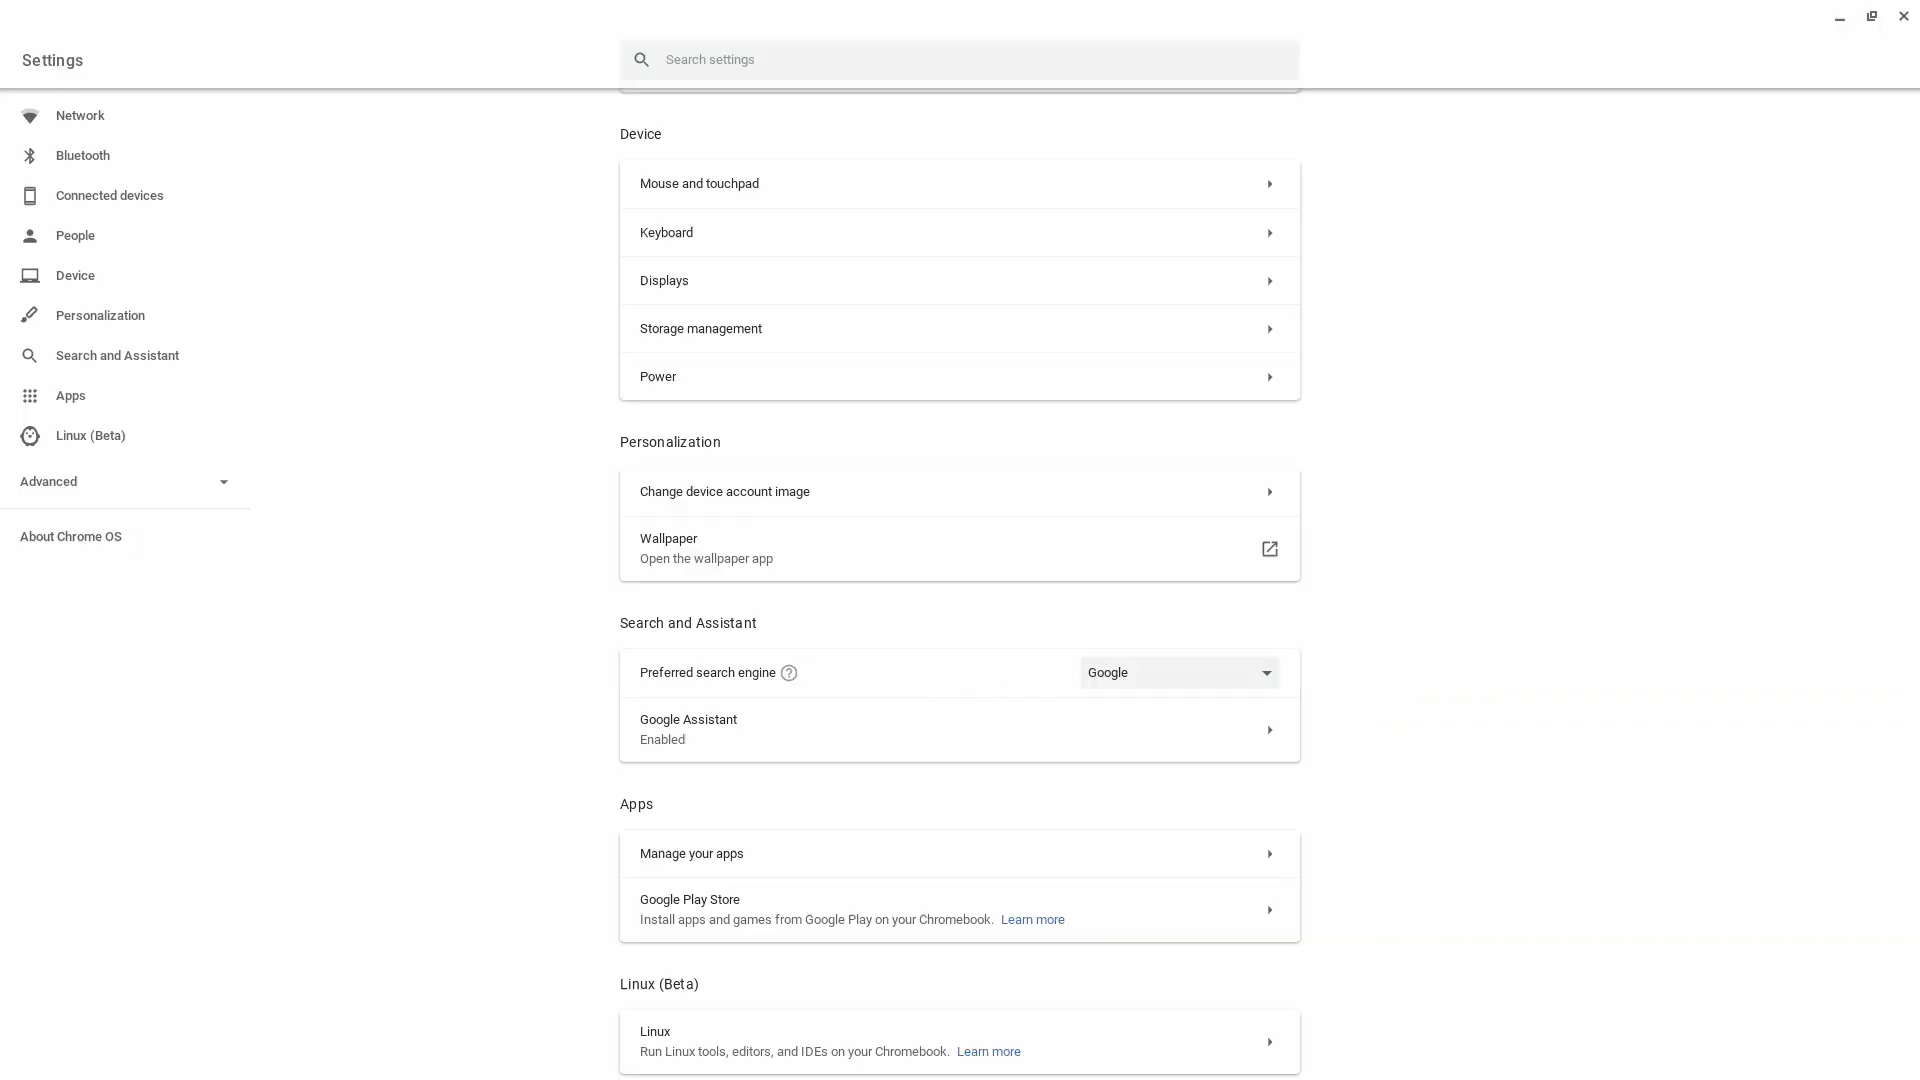 Settings
Search settings
Network
Bluetooth
Connected devices
People
Device
Personalization
Search and Assistant
Apps
Linux (Beta)
Advanced
About Chrome OS
Device
Mouse and touchpad
Keyboard
Displays
Storage management
Power
Personalization
Change device account image
Wallpaper
Open the wallpaper app
Search and Assistant
Preferred search engine
Google
Google Assistant
Enabled
Apps
Manage your apps
Google Play Store
Install apps and games from Google Play on your Chromebook. Learn more
Linux (Beta)
Linux
Run Linux tools, editors, and IDEs on your Chromebook. Learn more